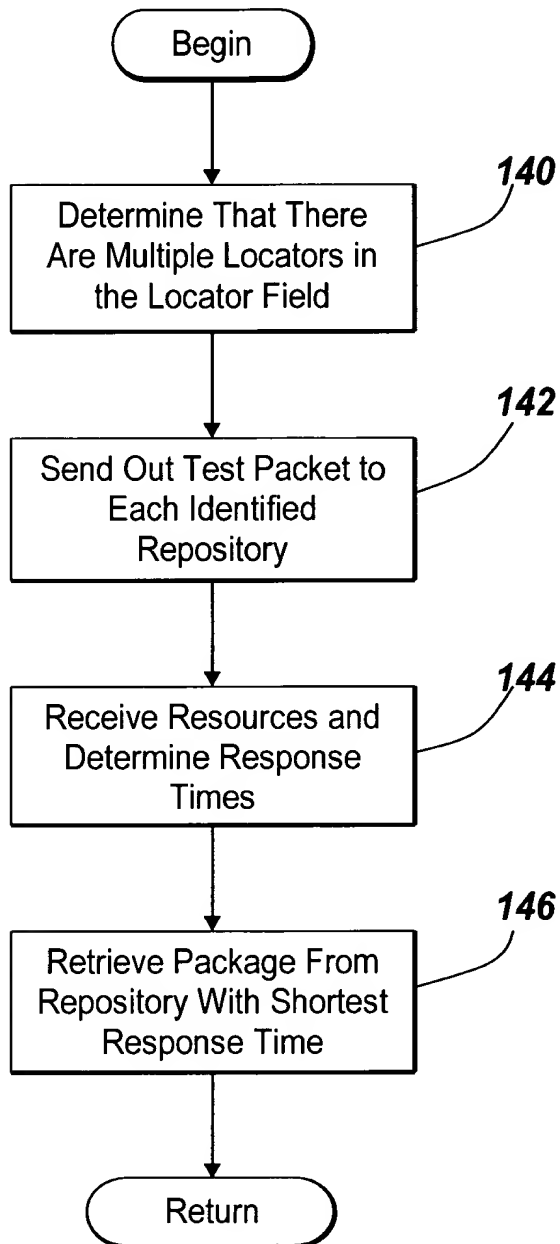 Begin
140
Determine That There
Are Multiple Locators in
the Locator Field
142
Send Out Test Packet to
Each Identified
Repository
144
Receive Resources and
Determine Response
Times
146
Retrieve Package From
Repository With Shortest
Response Time
Return